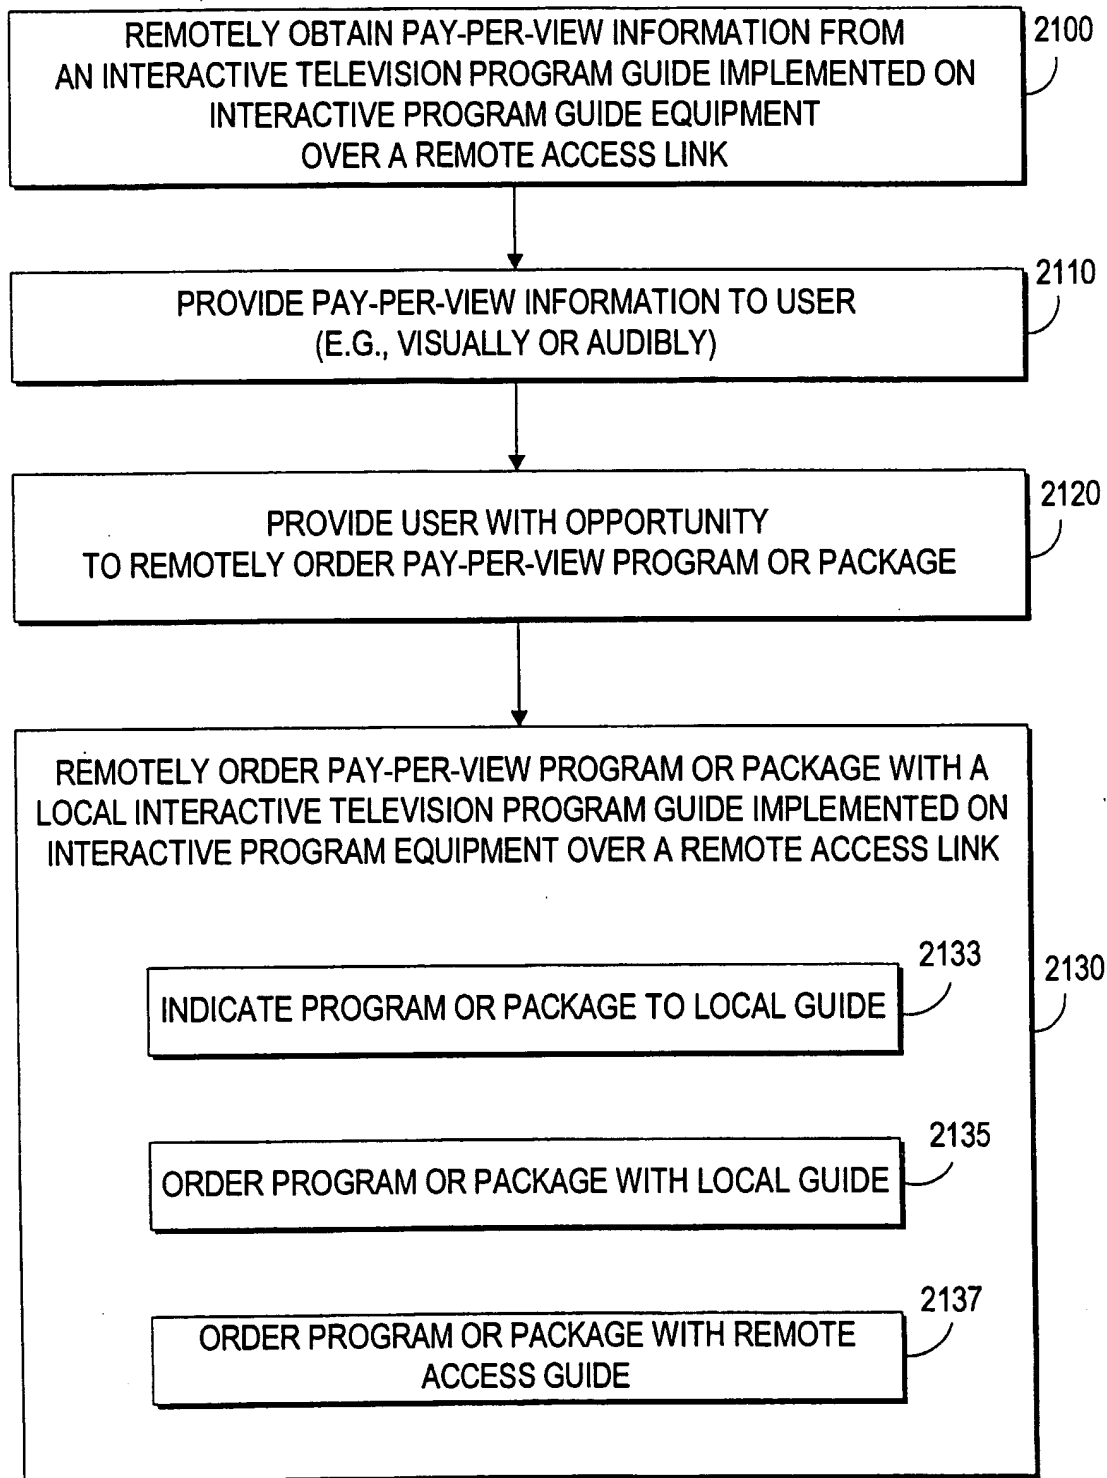 REMOTELY OBTAIN PAY-PER-VIEW INFORMATION FROM
AN INTERACTIVE TELEVISION PROGRAM GUIDE IMPLEMENTED ON
INTERACTIVE PROGRAM GUIDE EQUIPMENT
OVER A REMOTE ACCESS LINK
2100
PROVIDE PAY-PER-VIEW INFORMATION TO USER
(E.G., VISUALLY OR AUDIBLY)
2110
PROVIDE USER WITH OPPORTUNITY
TO REMOTELY ORDER PAY-PER-VIEW PROGRAM OR PACKAGE
2120
REMOTELY ORDER PAY-PER-VIEW PROGRAM OR PACKAGE WITH A
LOCAL INTERACTIVE TELEVISION PROGRAM GUIDE IMPLEMENTED ON
INTERACTIVE PROGRAM EQUIPMENT OVER A REMOTE ACCESS LINK
2130
INDICATE PROGRAM OR PACKAGE TO LOCAL GUIDE
2133
ORDER PROGRAM OR PACKAGE WITH LOCAL GUIDE
2135
ORDER PROGRAM OR PACKAGE WITH REMOTE
ACCESS GUIDE
2137